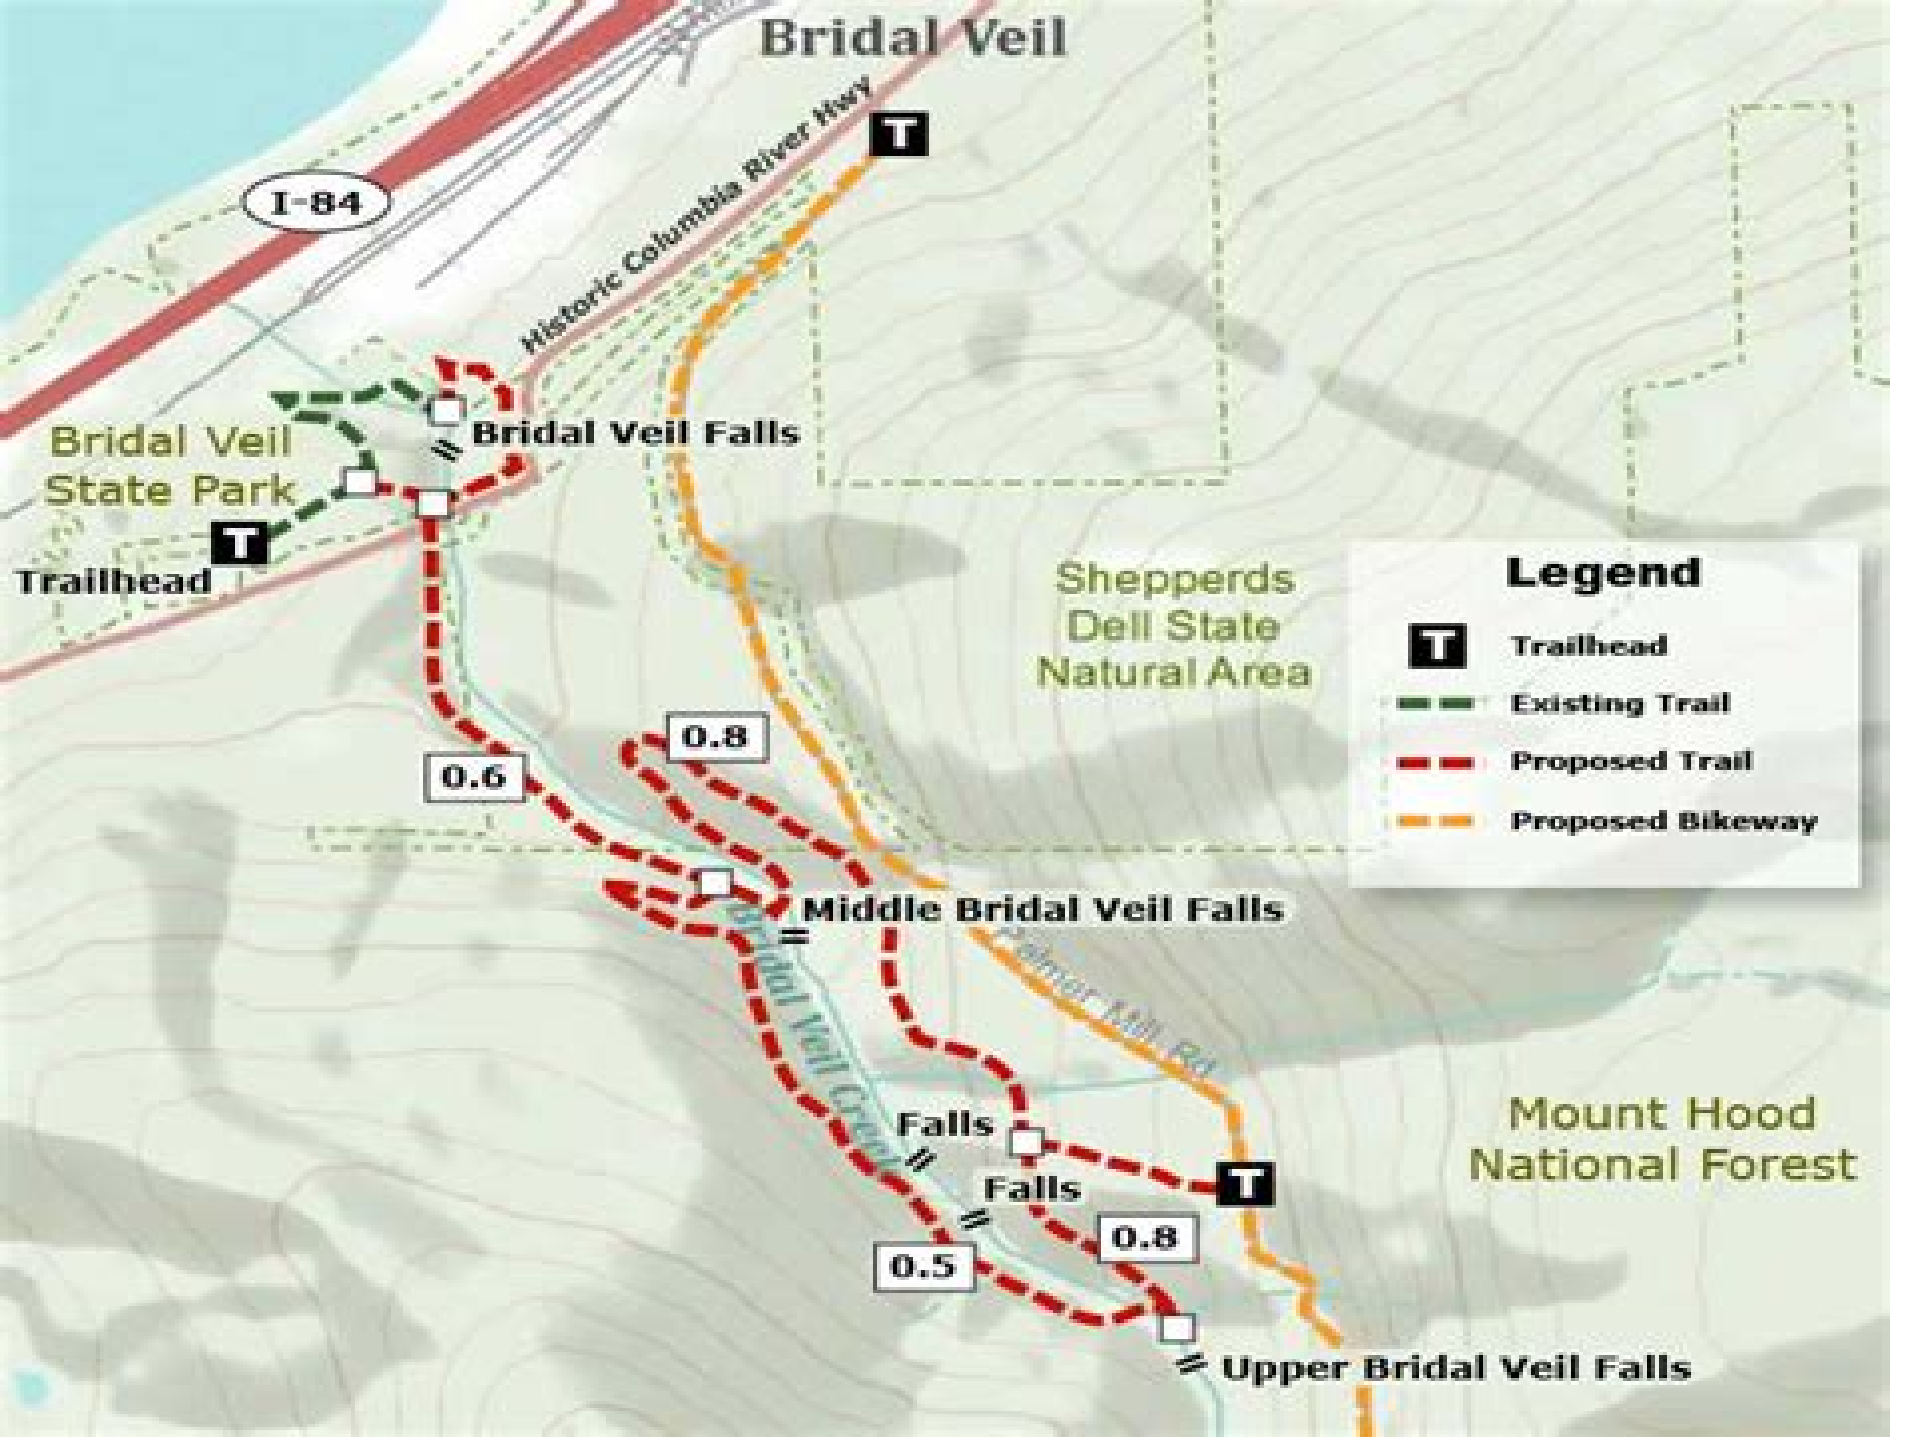 Bridal Veil
T
Historic Columbia River Hwy
I-84
Bridal Veil
State Park
Bridal Veil Falls
T
Trailhead
Shepperds
Dell State
Natural Area
Legend
T Trailhead
Existing Trail
Proposed Trail
Proposed Bikeway
0.8
0.6
Middle Bridal Veil Falls
Palmer Mill Rd
Bridal Veil Creek
Falls
Falls
T
Mount Hood
National Forest
0.8
0.5
Upper Bridal Veil Falls